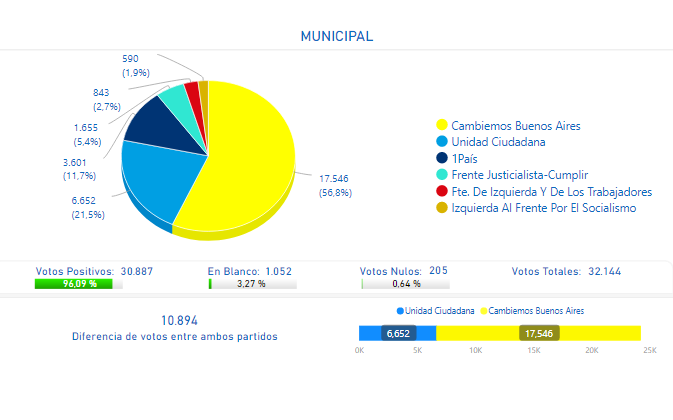 MUNICIPAL
590
(1,9%)
843
(2,7%)
1.655
(5,4%)
3.601
(11,7%)
6.652
(21,5%)
17.546
(56,8%)
Cambiemos Buenos Aires
Unidad Ciudadana
1País
Frente Justicialista-Cumplir
Fte. De Izquierda Y De Los Trabajadores
Izquierda Al Frente Por El Socialismo
Votos Positivos: 30.887
96,09 %
En Blanco: 1.052
3,27 %
Votos Nulos: 205
0,64 %
Votos Totales: 32.144
10.894
Diferencia de votos entre ambos partidos
Unidad Ciudadana Cambiemos Buenos Aires
6,652 17,546
0K 5K 10K 15K 20K 25K